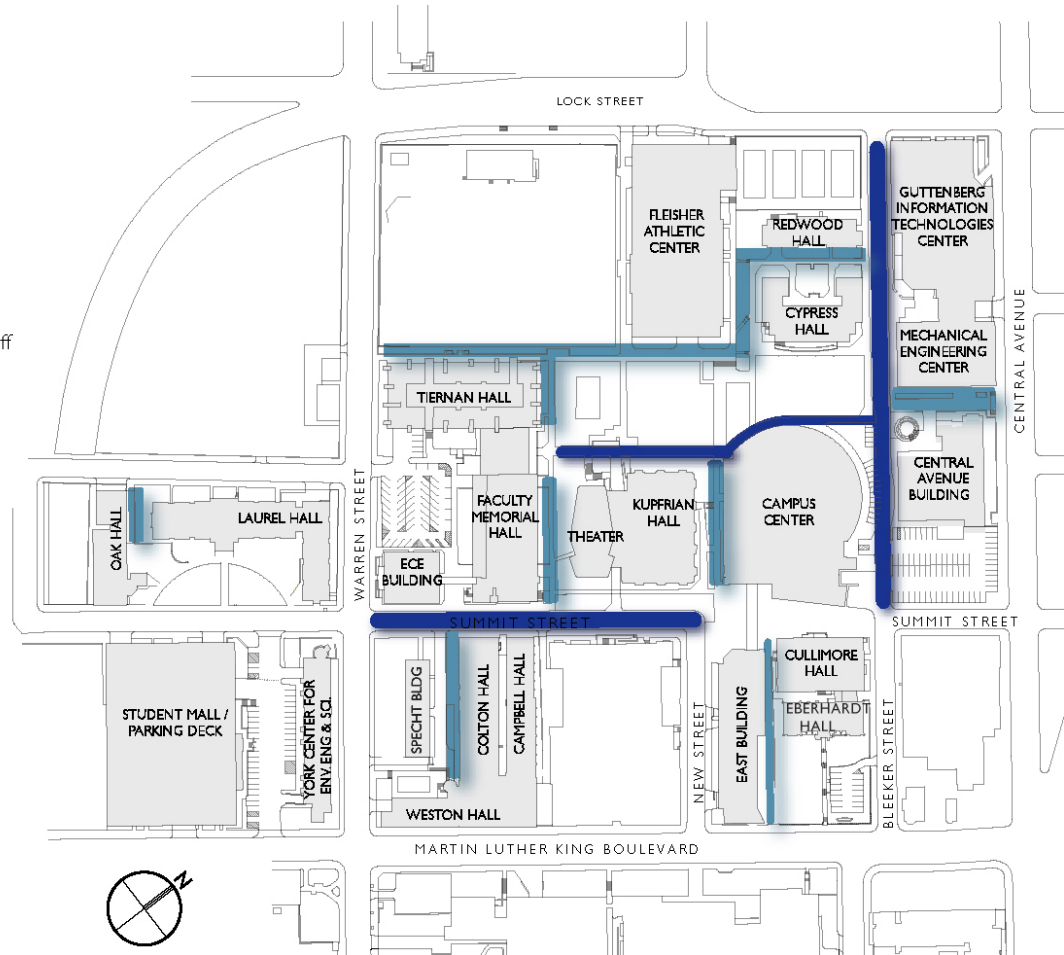 LOCK STREET
GUTTENBERG
INFORMATION
TECHNOLOGIES
CENTER
FLEISHER
ATHLETIC
CENTER
REDWOOD
HALL
CYPRESS
HALL
ff
MECHANICAL
ENGINEERING
CENTER
CENTRAL AVENUE
TIERNAN HALL
CENTRAL
AVENUE
BUILDING
FACULTY
MEMORIAL
HALL
KUPFRIAN
HALL
CAMPUS
CENTER
THEATER
WARREN STREET
OAK HALL
LAUREL HALL
ECE
BUILDING
SUMMIT STREET
SUMMIT STREET
CULLIMORE
HALL
EBERHARDT
HALL
STUDENT MALL /
PARKING DECK
YORK CENTER FOR
ENV. ENG & SCI.
SPECHT BLDG
COLTON HALL
CAMPBELL HALL
NEW STREET
EAST BUILDING
BLEEKER STREET
WESTON HALL
MARTIN LUTHER KING BOULEVARD
N